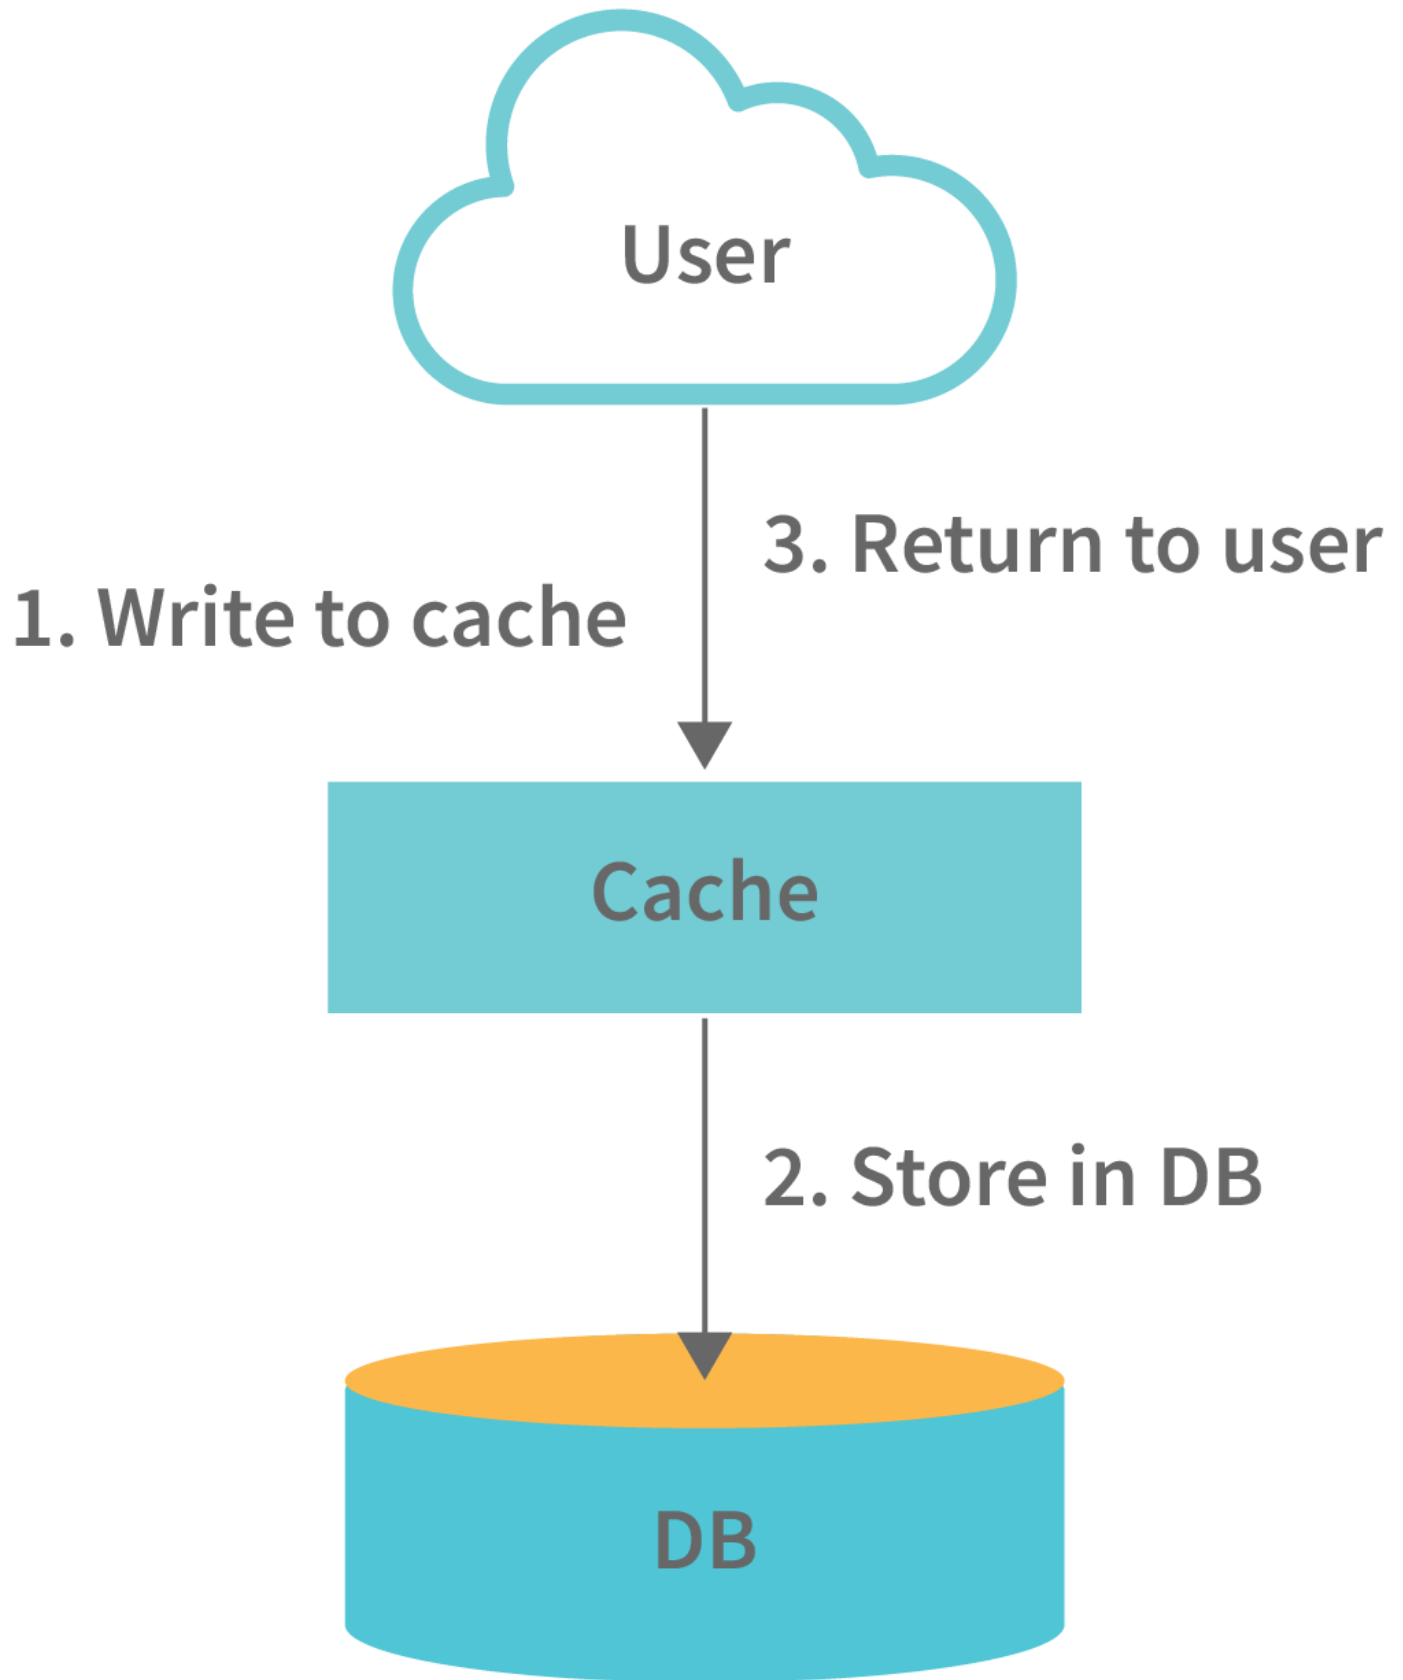 User
3. Return to user
1. Write to cache
Cache
2. Store in DB
DB